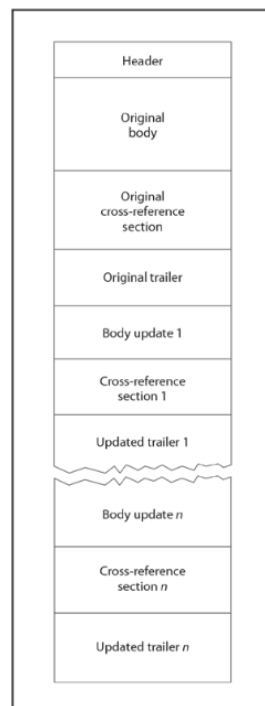 Header
Original
body
Original
cross-reference
section
Original trailer
Body update 1
Cross-reference
section 1
Updated trailer 1
Body update n
Cross-reference
section n
Updated trailer n